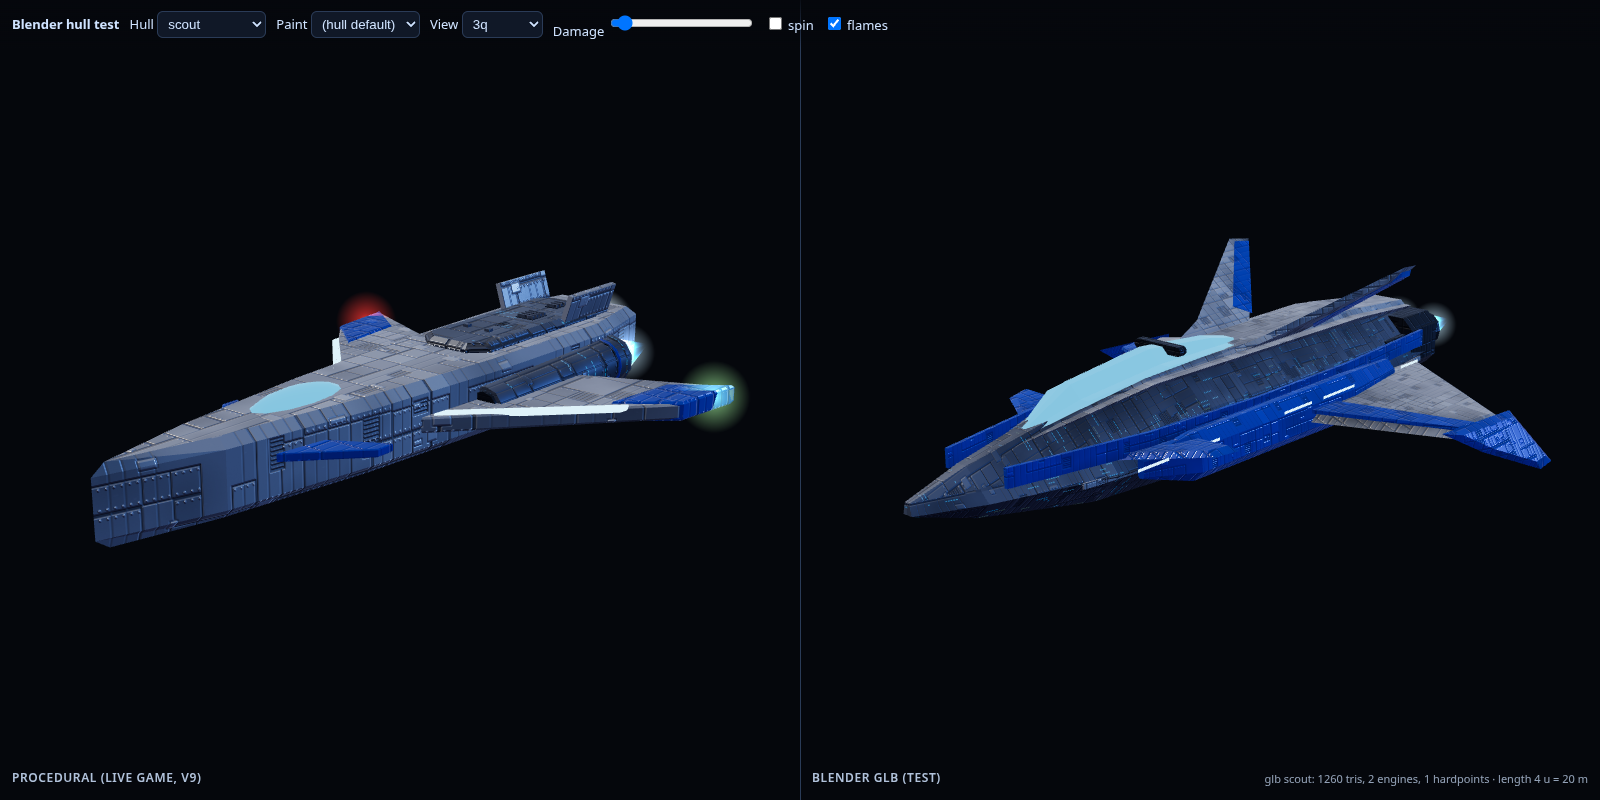 Blender hull test Hull scout Paint (hull default) View 3q Damage spin flames
PROCEDURAL (LIVE GAME, V9)
BLENDER GLB (TEST)
glb scout: 1260 tris, 2 engines, 1 hardpoints · length 4 u = 20 m